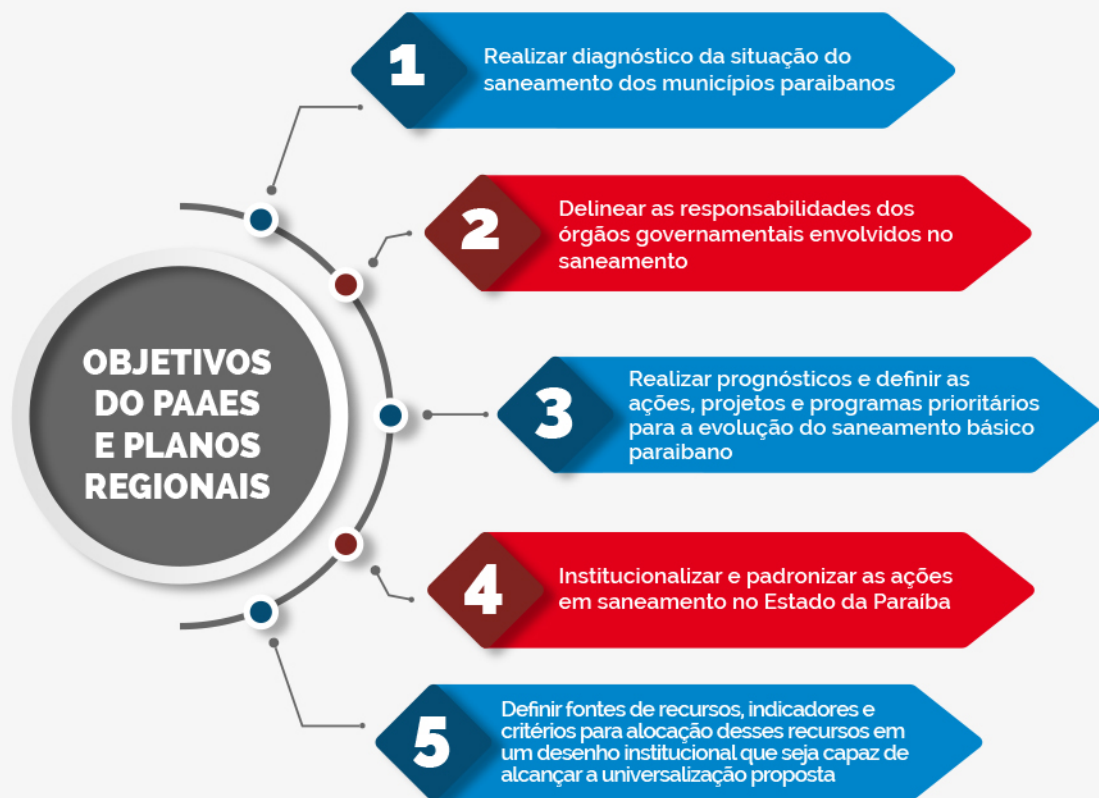 OBJETIVOS
DO PAAES
E PLANOS
REGIONAIS
1
Realizar diagnóstico da situação do
saneamento dos municípios paraibanos
2
Delinear as responsabilidades dos
órgãos governamentais envolvidos no
saneamento
3
Realizar prognósticos e definir as
ações, projetos e programas prioritários
para a evolução do saneamento básico
paraibano
4
Institucionalizar e padronizar as ações
em saneamento no Estado da Paraíba
5
Definir fontes de recursos, indicadores e
critérios para alocação desses recursos em
um desenho institucional que seja capaz de
alcançar a universalização proposta